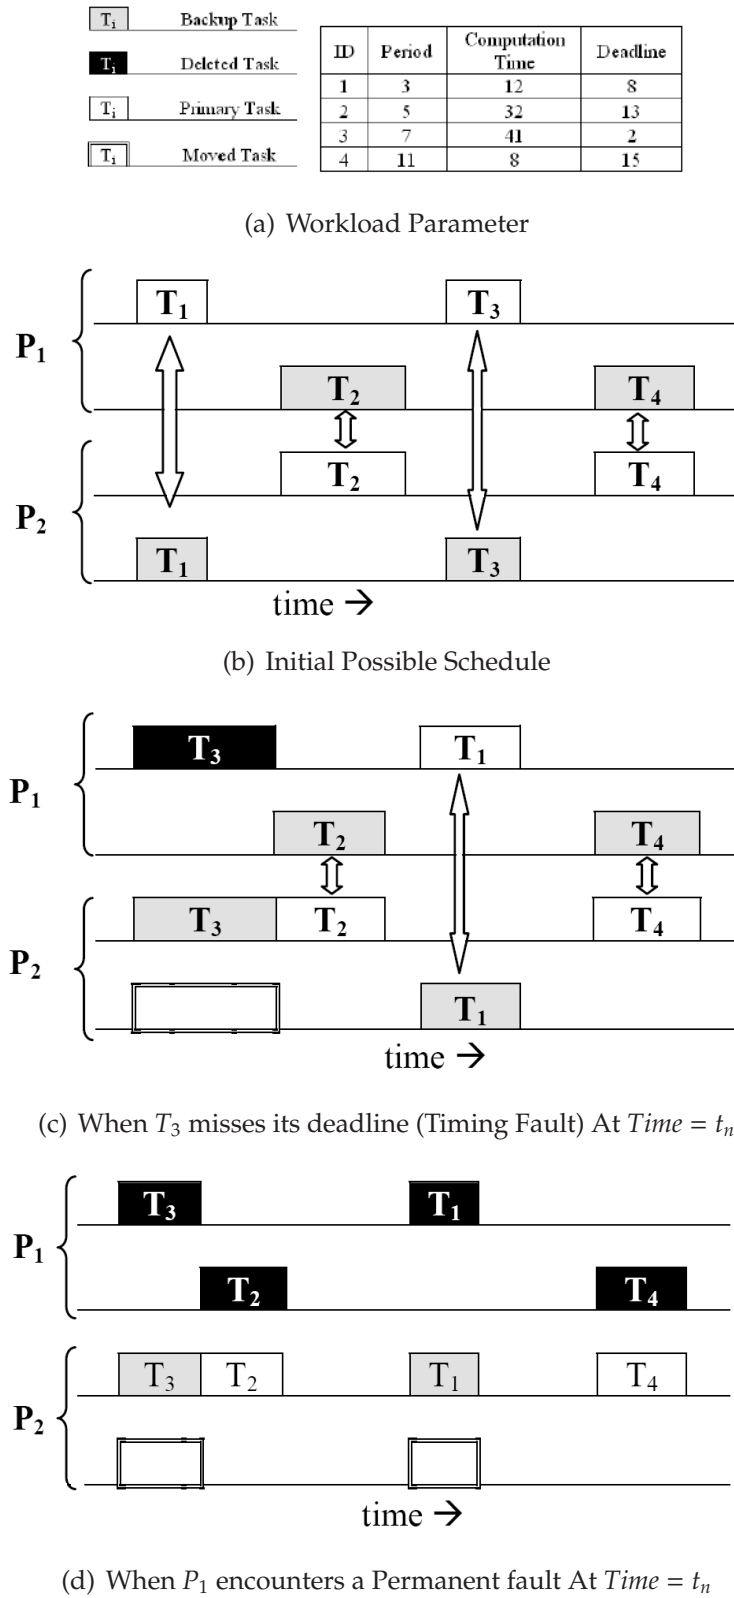 Ti Backup Task
Ti Deleted Task
Ti Primary Task
Ti Moved Task
ID Period Computation Time Deadline
1 3 12 8
2 5 32 13
3 7 41 2
4 11 8 15
(a) Workload Parameter
T1 T3
P1
T2 T4
T2 T4
P2
T1 T3
time →
(b) Initial Possible Schedule
T3 T1
P1
T2 T4
T3 T2 T4
P2
T1
time →
(c) When T3 misses its deadline (Timing Fault) At Time = tn
T3 T1
P1
T2 T4
T3 T2 T1 T4
P2
time →
(d) When P1 encounters a Permanent fault At Time = tn